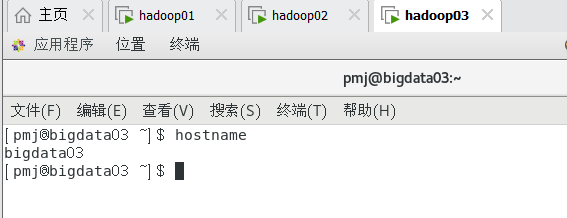 主页 hadoop01 hadoop02 hadoop03
应用程序 位置 终端
pmj@bigdata03:~
文件(F) 编辑(E) 查看(V) 搜索(S) 终端(T) 帮助(H)
[pmj@bigdata03 ~]$ hostname
bigdata03
[pmj@bigdata03 ~]$